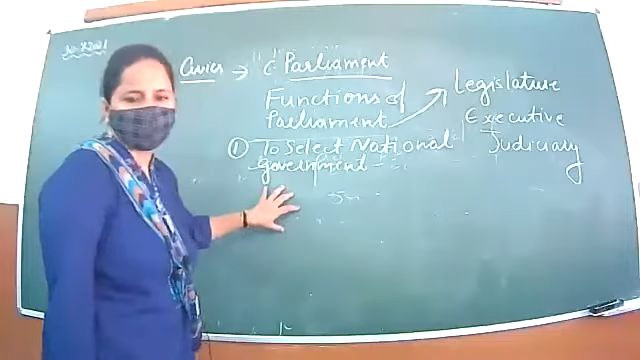 Civics → "Parliament
Functions of
Parliament
① To Select National
government
Legislature
Executive
Judiciary